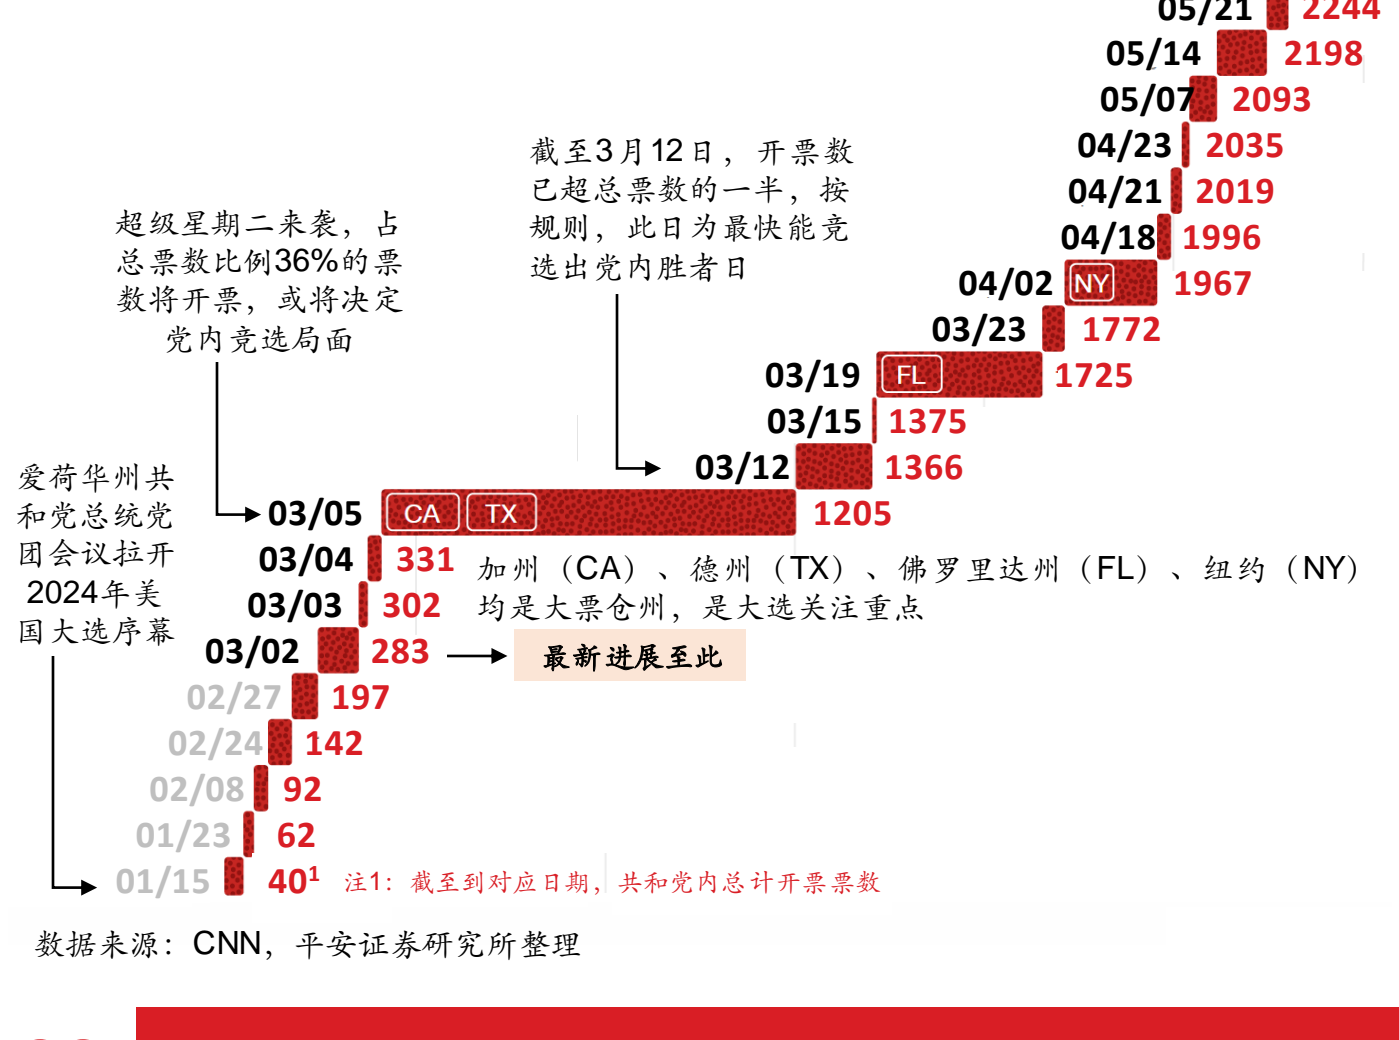 05/21 2244
05/14 2198
05/07 2093
04/23 2035
04/21 2019
04/18 1996
04/02 NY 1967
03/23 1772
03/19 FL 1725
03/15 1375
03/12 1366
03/05 CA TX 1205
03/04 331
03/03 302
03/02 283
02/27 197
02/24 142
02/08 92
01/23 62
01/15 40¹
截至3月12日，开票数
已超总票数的一半，按
规则，此日为最快能竞
选出党内胜者日
超级星期二来袭，占
总票数比例36%的票
数将开票，或将决定
党内竞选局面
爱荷华州共
和党总统党
团会议拉开
2024年美
国大选序幕
加州（CA）、德州（TX）、佛罗里达州（FL）、纽约（NY）
均是大票仓州，是大选关注重点
最新进展至此
注1：截至到对应日期，共和党内总计开票票数
数据来源：CNN，平安证券研究所整理